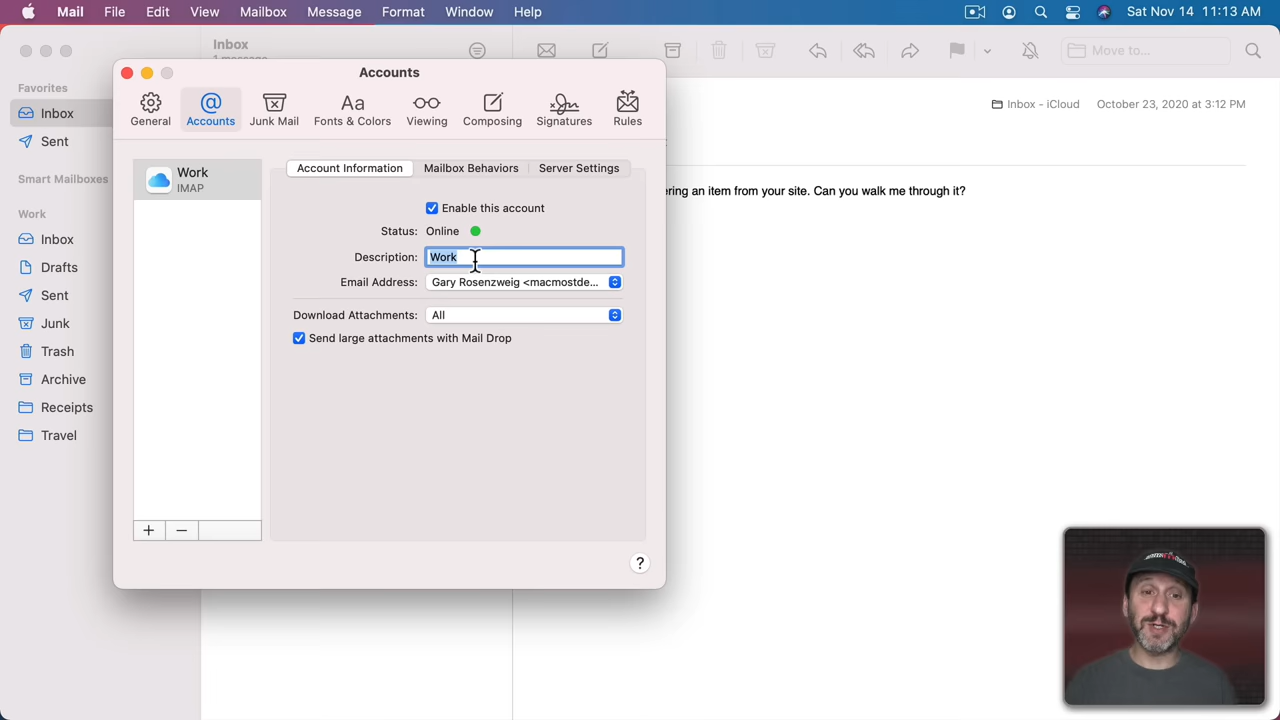 Mail File Edit View Mailbox Message Format Window Help Sat Nov 14 11:13 AM
Inbox
Move to...
Accounts
General Accounts Junk Mail Fonts & Colors Viewing Composing Signatures Rules
Favorites
Inbox
Sent
Smart Mailboxes
Work
Inbox
Drafts
Sent
Junk
Trash
Archive
Receipts
Travel
Work
IMAP
Account Information Mailbox Behaviors Server Settings
Enable this account
Status: Online
Description: Work
Email Address: Gary Rosenzweig <macmostde...
Download Attachments: All
Send large attachments with Mail Drop
+ −
?
Inbox - iCloud October 23, 2020 at 3:12 PM
ering an item from your site. Can you walk me through it?